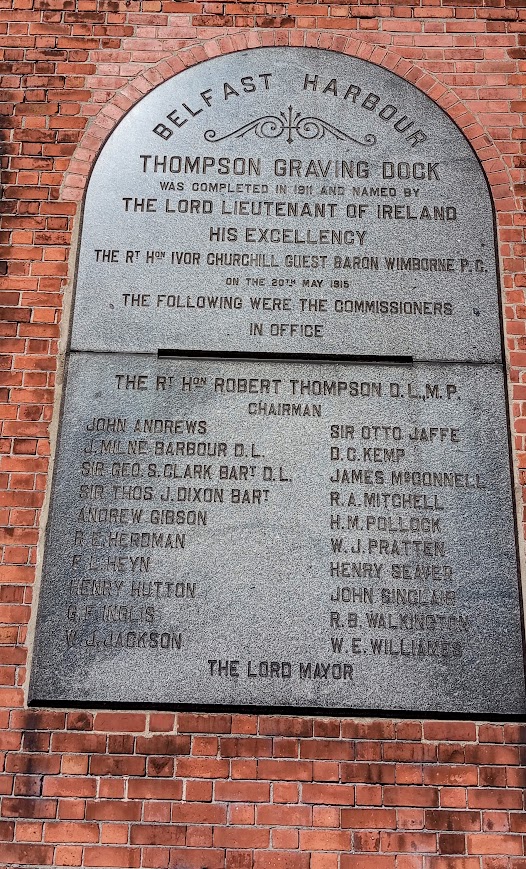 BELFAST HARBOUR
THOMPSON GRAVING DOCK
WAS COMPLETED IN 1911 AND NAMED BY
THE LORD LIEUTENANT OF IRELAND
HIS EXCELLENCY
THE RT HON IVOR CHURCHILL GUEST BARON WIMBORNE P.C.
ON THE 20TH MAY 1915
THE FOLLOWING WERE THE COMMISSIONERS
IN OFFICE
THE RT HON ROBERT THOMPSON D.L., M.P.
CHAIRMAN
JOHN ANDREWS
J. MILNE BARBOUR D.L.
SIR GEO. S. CLARK BART D.L.
SIR THOS J. DIXON BART
ANDREW GIBSON
R. E. HERDMAN
F. L. HEYN
HENRY HUTTON
G. F. INGLIS
W. J. JACKSON
SIR OTTO JAFFE
D. C. KEMP
JAMES MCDONNELL
R. A. MITCHELL
H. M. POLLOCK
W. J. PRATTEN
HENRY SEAVER
JOHN SINCLAIR
R. B. WALKINGTON
W. E. WILLIAMES
THE LORD MAYOR